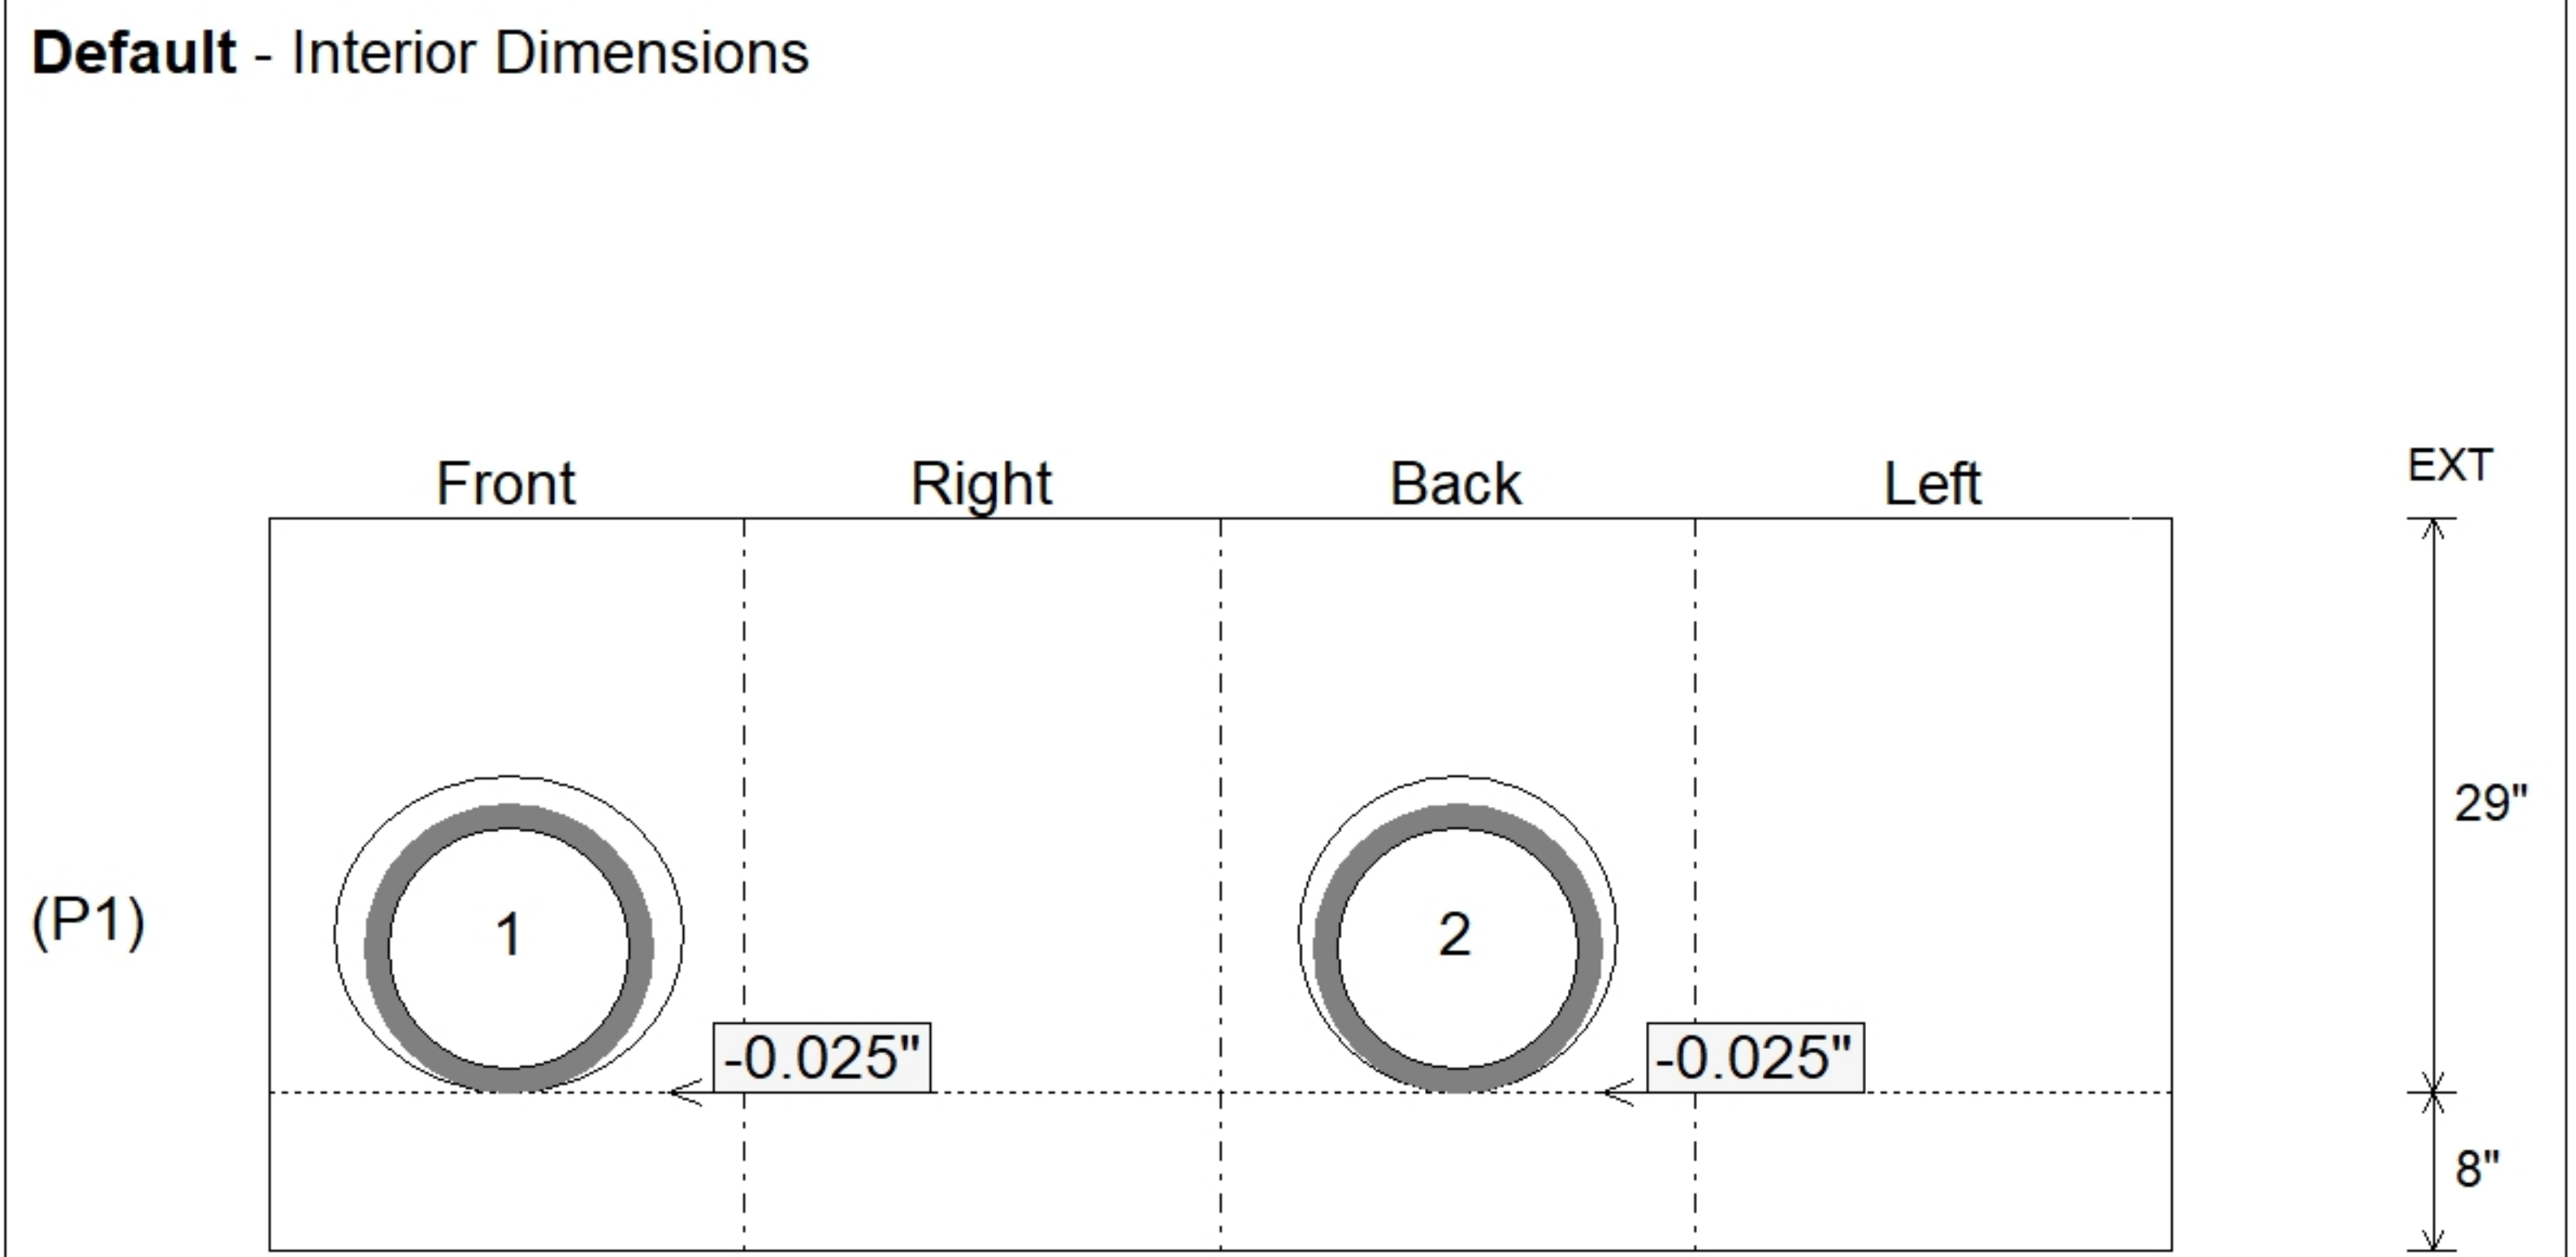 Default - Interior Dimensions
Front Right Back Left EXT
29"
(P1) 1 2
-0.025" -0.025"
8"